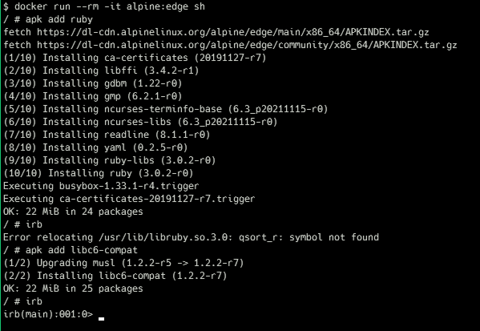 $ docker run --rm -it alpine:edge sh
/ # apk add ruby
fetch https://dl-cdn.alpinelinux.org/alpine/edge/main/x86_64/APKINDEX.tar.gz
fetch https://dl-cdn.alpinelinux.org/alpine/edge/community/x86_64/APKINDEX.tar.gz
(1/10) Installing ca-certificates (20191127-r7)
(2/10) Installing libffi (3.4.2-r1)
(3/10) Installing gdbm (1.22-r0)
(4/10) Installing gmp (6.2.1-r0)
(5/10) Installing ncurses-terminfo-base (6.3_p20211115-r0)
(6/10) Installing ncurses-libs (6.3_p20211115-r0)
(7/10) Installing readline (8.1.1-r0)
(8/10) Installing yaml (0.2.5-r0)
(9/10) Installing ruby-libs (3.0.2-r0)
(10/10) Installing ruby (3.0.2-r0)
Executing busybox-1.33.1-r4.trigger
Executing ca-certificates-20191127-r7.trigger
OK: 22 MiB in 24 packages
/ # irb
Error relocating /usr/lib/libruby.so.3.0: qsort_r: symbol not found
/ # apk add libc6-compat
(1/2) Upgrading musl (1.2.2-r5 -> 1.2.2-r7)
(2/2) Installing libc6-compat (1.2.2-r7)
OK: 22 MiB in 25 packages
/ # irb
irb(main):001:0>